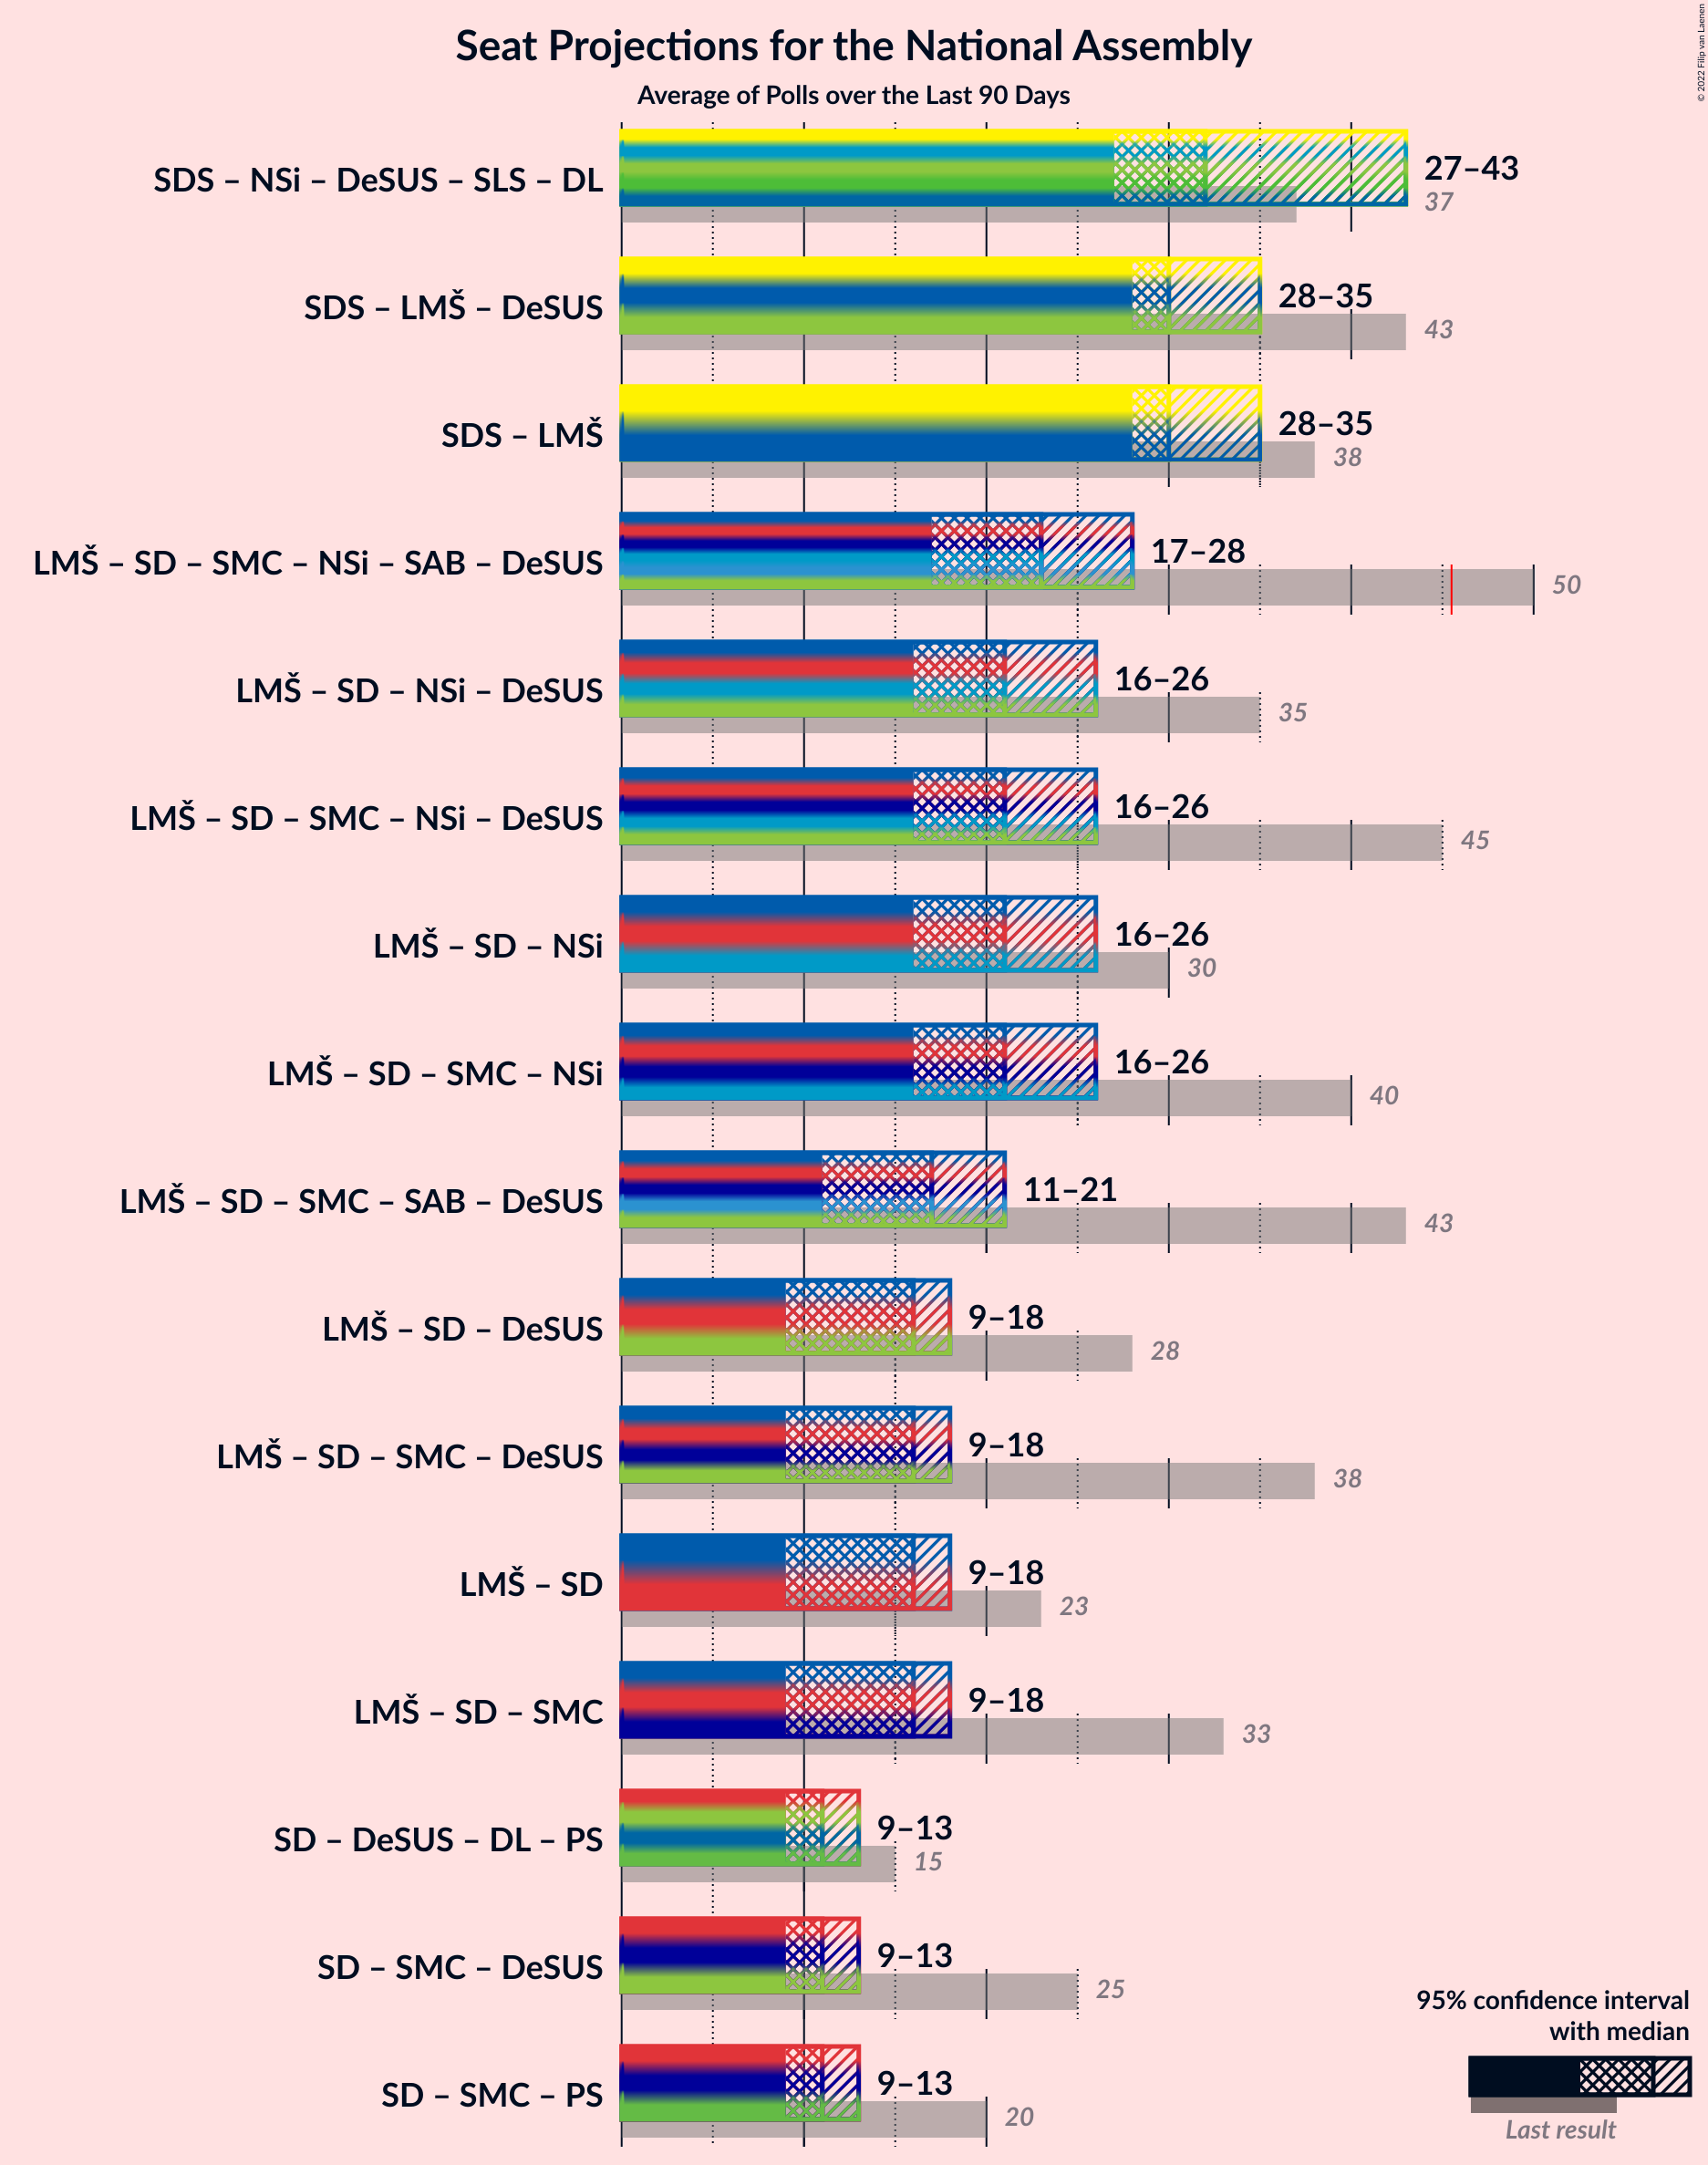 Seat Projections for the National Assembly
Average of Polls over the Last 90 Days
© 2022 Filip van Laenen
SDS – NSi – DeSUS – SLS – DL
27–43
37
SDS – LMŠ – DeSUS
28–35
43
SDS – LMŠ
28–35
38
LMŠ – SD – SMC – NSi – SAB – DeSUS
17–28
50
LMŠ – SD – NSi – DeSUS
16–26
35
LMŠ – SD – SMC – NSi – DeSUS
16–26
45
LMŠ – SD – NSi
16–26
30
LMŠ – SD – SMC – NSi
16–26
40
LMŠ – SD – SMC – SAB – DeSUS
11–21
43
LMŠ – SD – DeSUS
9–18
28
LMŠ – SD – SMC – DeSUS
9–18
38
LMŠ – SD
9–18
23
LMŠ – SD – SMC
9–18
33
SD – DeSUS – DL – PS
9–13
15
SD – SMC – DeSUS
9–13
25
SD – SMC – PS
9–13
20
95% confidence interval
with median
Last result